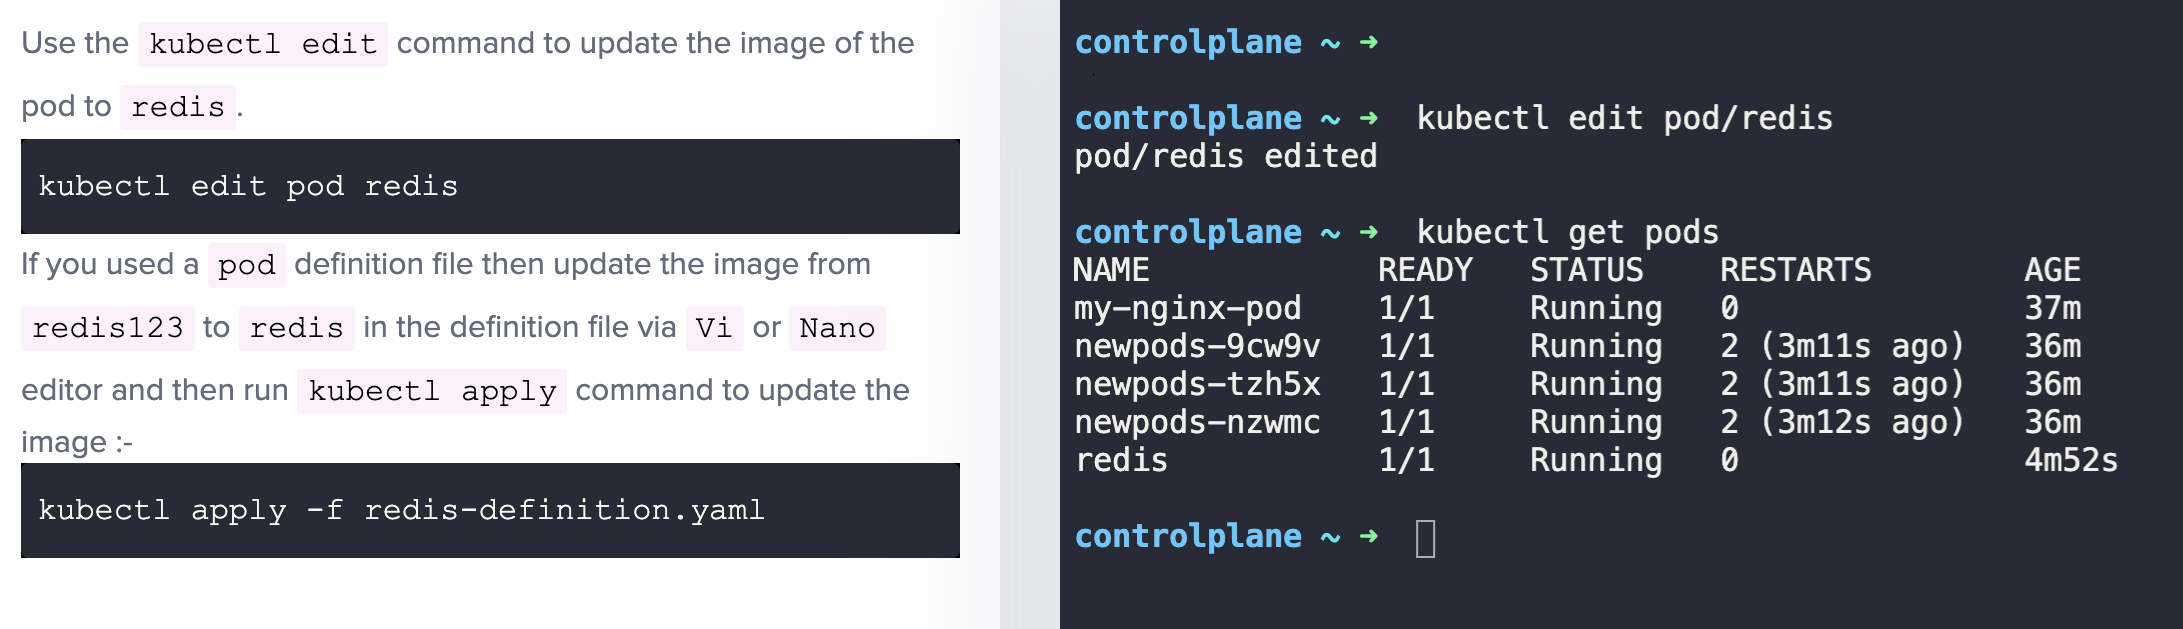 Use the kubectl edit command to update the image of the
pod to redis.
kubectl edit pod redis
If you used a pod definition file then update the image from
redis123 to redis in the definition file via Vi or Nano
editor and then run kubectl apply command to update the
image :-
kubectl apply -f redis-definition.yaml
controlplane ~ ➜
controlplane ~ ➜  kubectl edit pod/redis
pod/redis edited
controlplane ~ ➜  kubectl get pods
NAME            READY   STATUS    RESTARTS        AGE
my-nginx-pod    1/1     Running   0               37m
newpods-9cw9v   1/1     Running   2 (3m11s ago)   36m
newpods-tzh5x   1/1     Running   2 (3m11s ago)   36m
newpods-nzwmc   1/1     Running   2 (3m12s ago)   36m
redis           1/1     Running   0               4m52s
controlplane ~ ➜